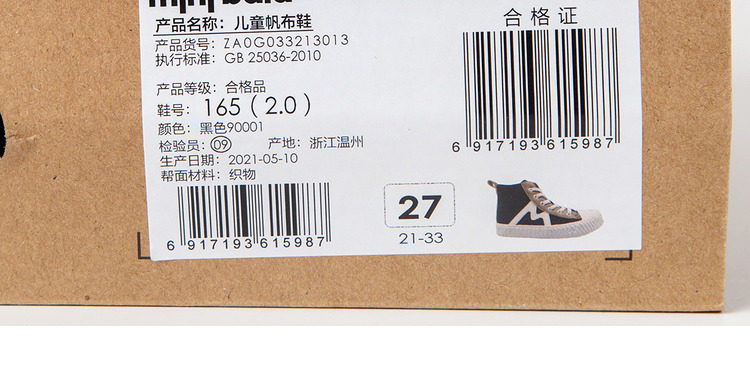 mini bala
合格证
产品名称：儿童帆布鞋
产品货号：ZA0G033213013
执行标准：GB 25036-2010
产品等级：合格品
鞋号：165（2.0）
颜色：黑色90001
检验员：09 产地：浙江温州
生产日期：2021-05-10
帮面材料：织物
6 917193 615987
6 917193 615987
27
21-33